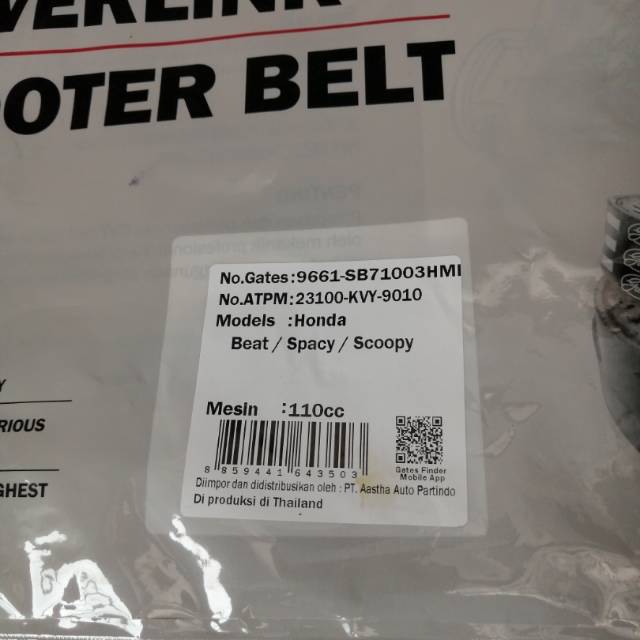 VERLINK
OOTER BELT
No.Gates:9661-SB71003HMI
No.ATPM:23100-KVY-9010
Models :Honda
Beat / Spacy / Scoopy
Mesin :110cc
8 859441 643503
Gates Finder
Mobile App
Diimpor dan didistribusikan oleh : PT. Aastha Auto Partindo
Di produksi di Thailand
Y
RIOUS
GHEST